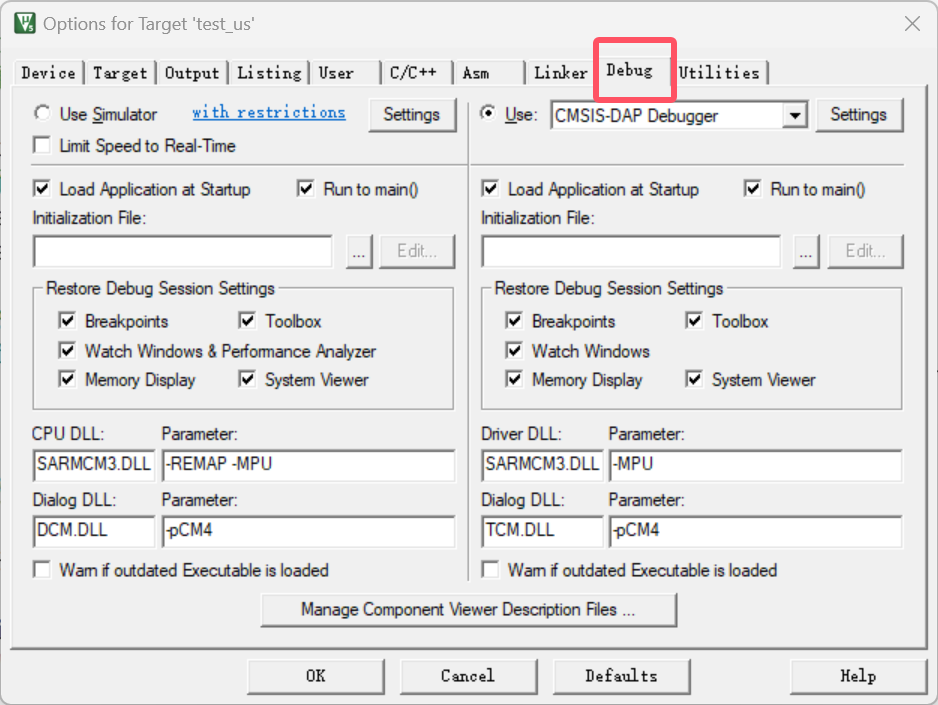 Options for Target 'test_us'
Device Target Output Listing User C/C++ Asm Linker Debug Utilities
Use Simulator with restrictions Settings
Limit Speed to Real-Time
Use: CMSIS-DAP Debugger Settings
Load Application at Startup Run to main()
Initialization File:
... Edit...
Restore Debug Session Settings
Breakpoints Toolbox
Watch Windows & Performance Analyzer
Memory Display System Viewer
CPU DLL: Parameter:
SARMCM3.DLL -REMAP -MPU
Dialog DLL: Parameter:
DCM.DLL -pCM4
Warn if outdated Executable is loaded
Load Application at Startup Run to main()
Initialization File:
... Edit...
Restore Debug Session Settings
Breakpoints Toolbox
Watch Windows
Memory Display System Viewer
Driver DLL: Parameter:
SARMCM3.DLL -MPU
Dialog DLL: Parameter:
TCM.DLL -pCM4
Warn if outdated Executable is loaded
Manage Component Viewer Description Files ...
OK Cancel Defaults Help